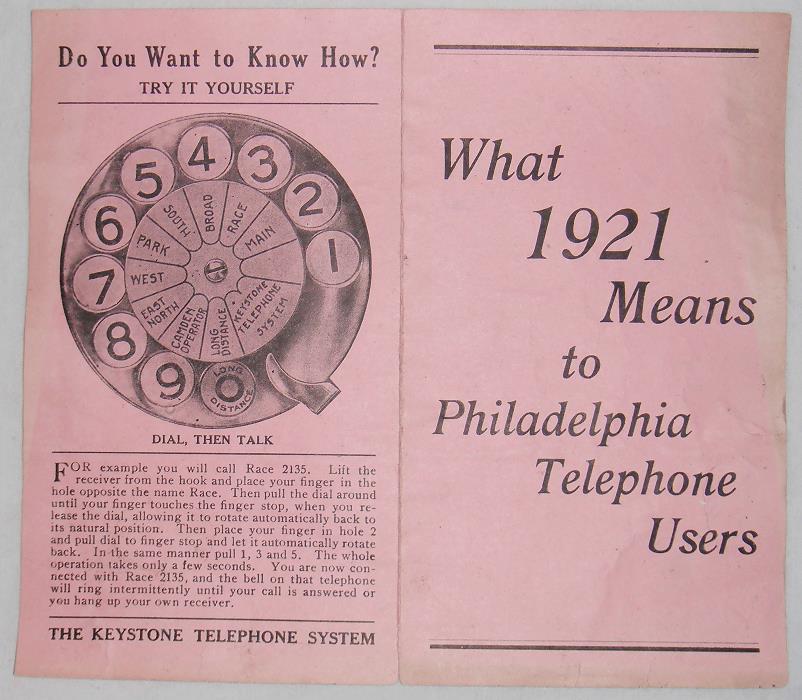 Do You Want to Know How?
TRY IT YOURSELF
1
2
3
4
5
6
7
8
9
0
LONG DISTANCE
MAIN
RACE
BROAD
SOUTH
PARK
WEST
EAST NORTH
CAMDEN OPERATOR
LONG DISTANCE
KEYSTONE TELEPHONE SYSTEM
DIAL, THEN TALK
FOR example you will call Race 2135. Lift the
receiver from the hook and place your finger in the
hole opposite the name Race. Then pull the dial around
until your finger touches the finger stop, when you re-
lease the dial, allowing it to rotate automatically back to
its natural position. Then place your finger in hole 2
and pull dial to finger stop and let it automatically rotate
back. In the same manner pull 1, 3 and 5. The whole
operation takes only a few seconds. You are now con-
nected with Race 2135, and the bell on that telephone
will ring intermittently until your call is answered or
you hang up your own receiver.
THE KEYSTONE TELEPHONE SYSTEM
What
1921
Means
to
Philadelphia
Telephone
Users